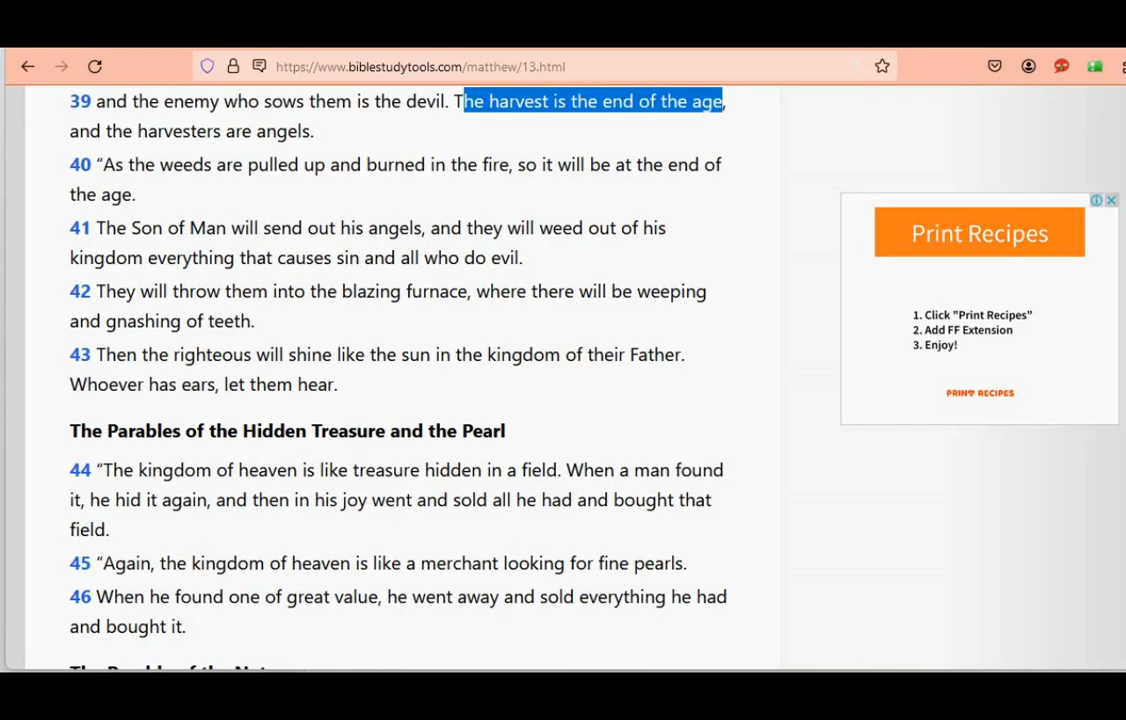 https://www.biblestudytools.com/matthew/13.html
39 and the enemy who sows them is the devil. The harvest is the end of the age,
and the harvesters are angels.
40 “As the weeds are pulled up and burned in the fire, so it will be at the end of
the age.
41 The Son of Man will send out his angels, and they will weed out of his
kingdom everything that causes sin and all who do evil.
42 They will throw them into the blazing furnace, where there will be weeping
and gnashing of teeth.
43 Then the righteous will shine like the sun in the kingdom of their Father.
Whoever has ears, let them hear.
The Parables of the Hidden Treasure and the Pearl
44 “The kingdom of heaven is like treasure hidden in a field. When a man found
it, he hid it again, and then in his joy went and sold all he had and bought that
field.
45 “Again, the kingdom of heaven is like a merchant looking for fine pearls.
46 When he found one of great value, he went away and sold everything he had
and bought it.
Print Recipes
1. Click "Print Recipes"
2. Add FF Extension
3. Enjoy!
PRINT RECIPES